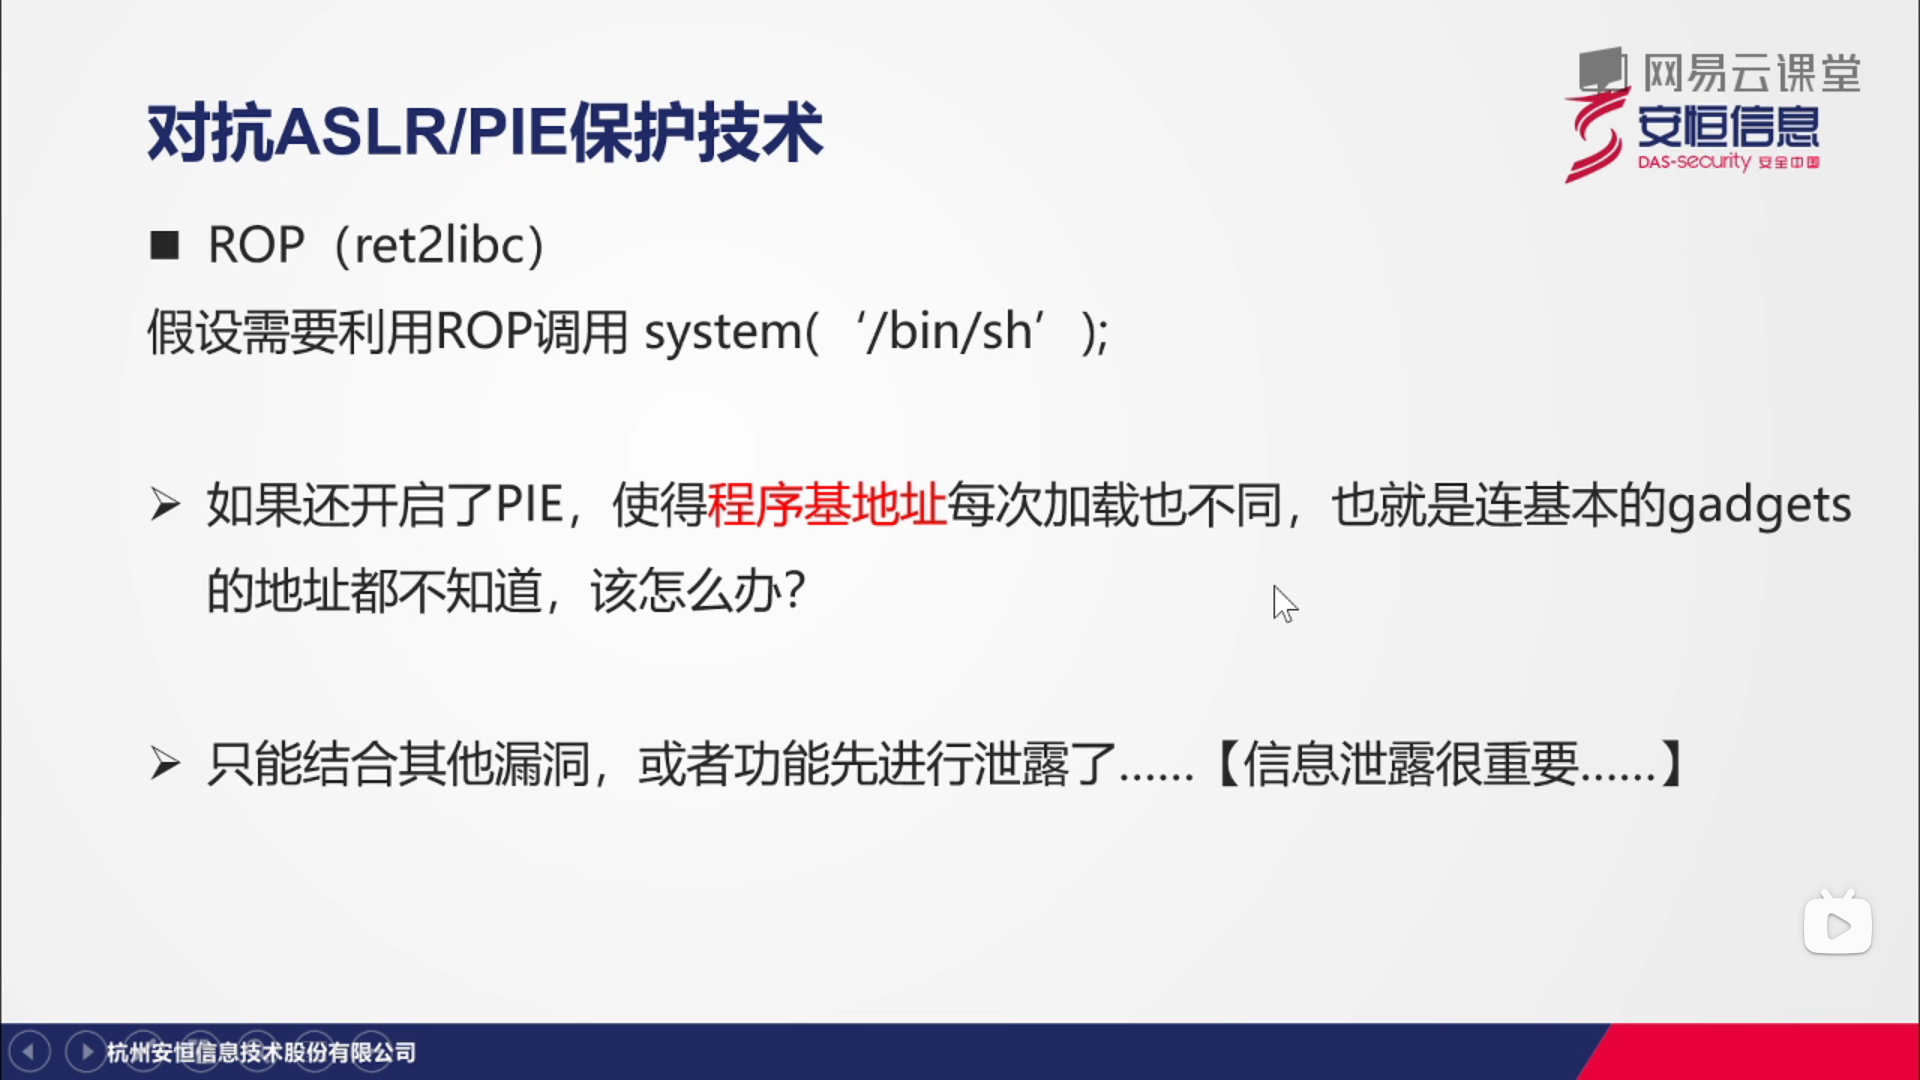 网易云课堂
对抗ASLR/PIE保护技术
安恒信息
DAS-security 安全中国
■ ROP（ret2libc）
假设需要利用ROP调用 system(‘/bin/sh’);
➢ 如果还开启了PIE，使得程序基地址每次加载也不同，也就是连基本的gadgets
的地址都不知道，该怎么办？
➢ 只能结合其他漏洞，或者功能先进行泄露了……【信息泄露很重要……】
杭州安恒信息技术股份有限公司